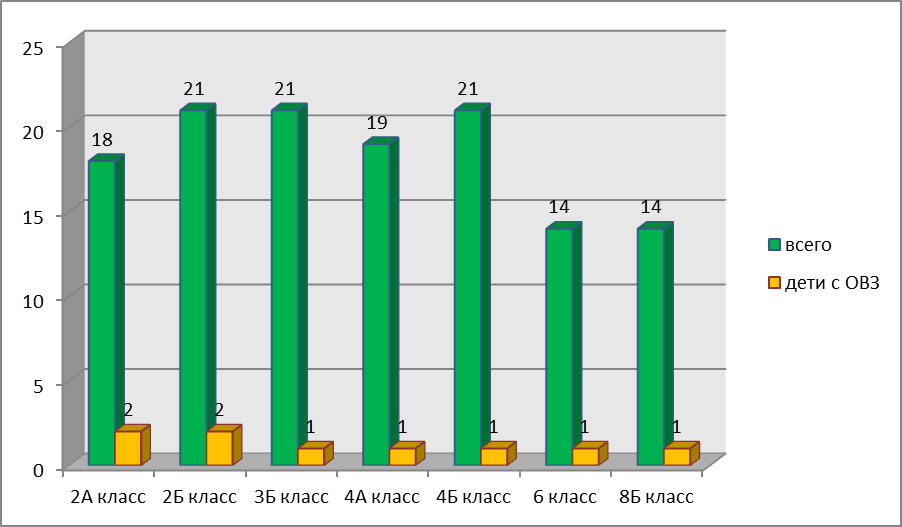 25
20
15
10
5
0
18
21
21
19
21
14
14
2
2
1
1
1
1
1
2А класс
2Б класс
3Б класс
4А класс
4Б класс
6 класс
8Б класс
всего
дети с ОВЗ